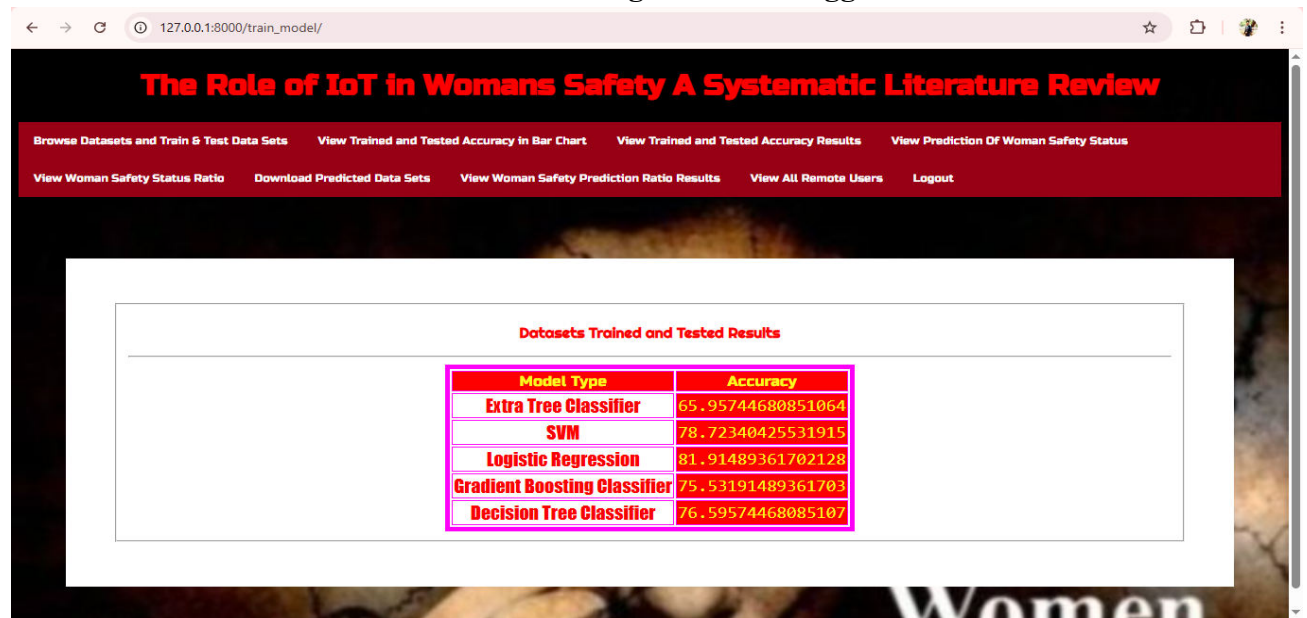 127.0.0.1:8000/train_model/
The Role of IoT in Womans Safety A Systematic Literature Review
Browse Datasets and Train & Test Data Sets View Trained and Tested Accuracy in Bar Chart View Trained and Tested Accuracy Results View Prediction Of Woman Safety Status
View Woman Safety Status Ratio Download Predicted Data Sets View Woman Safety Prediction Ratio Results View All Remote Users Logout
Datasets Trained and Tested Results
Model Type Accuracy
Extra Tree Classifier 65.95744680851064
SVM 78.72340425531915
Logistic Regression 81.91489361702128
Gradient Boosting Classifier 75.53191489361703
Decision Tree Classifier 76.59574468085107
Women